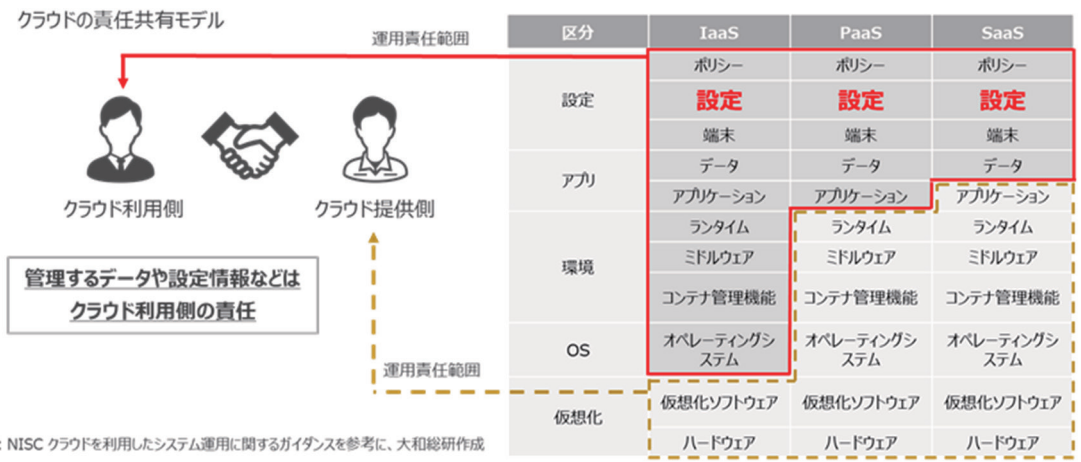 クラウドの責任共有モデル
運用責任範囲
クラウド利用側
クラウド提供側
管理するデータや設定情報などは
クラウド利用側の責任
運用責任範囲
: NISC クラウドを利用したシステム運用に関するガイダンスを参考に、大和総研作成
区分 IaaS PaaS SaaS
ポリシー ポリシー ポリシー
設定 設定 設定 設定
端末 端末 端末
データ データ データ
アプリ
アプリケーション アプリケーション アプリケーション
ランタイム ランタイム ランタイム
ミドルウェア ミドルウェア ミドルウェア
環境
コンテナ管理機能 コンテナ管理機能 コンテナ管理機能
オペレーティングシ オペレーティングシ オペレーティングシ
OS
ステム ステム ステム
仮想化ソフトウェア 仮想化ソフトウェア 仮想化ソフトウェア
仮想化
ハードウェア ハードウェア ハードウェア